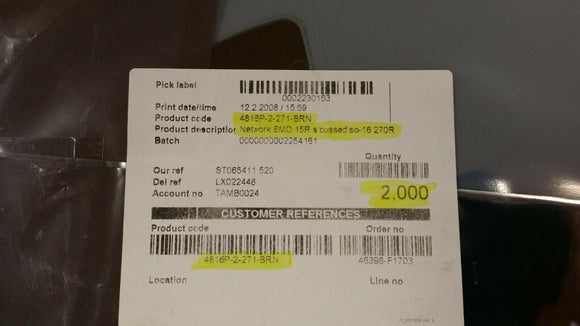 Pick label
0002230153
Print date/time 12.2.2008 / 15:59
Product code 4816P-2-271-BRN
Product description Network SMD 15R s bussed so-16 270R
Batch 0000000002254161
Quantity
Our ref ST065411 520
Del ref LX022446
Account no TAMB0024
2,000
CUSTOMER REFERENCES
Product code Order no
4816P-2-271-BRN 46398-F1703
Location Line no